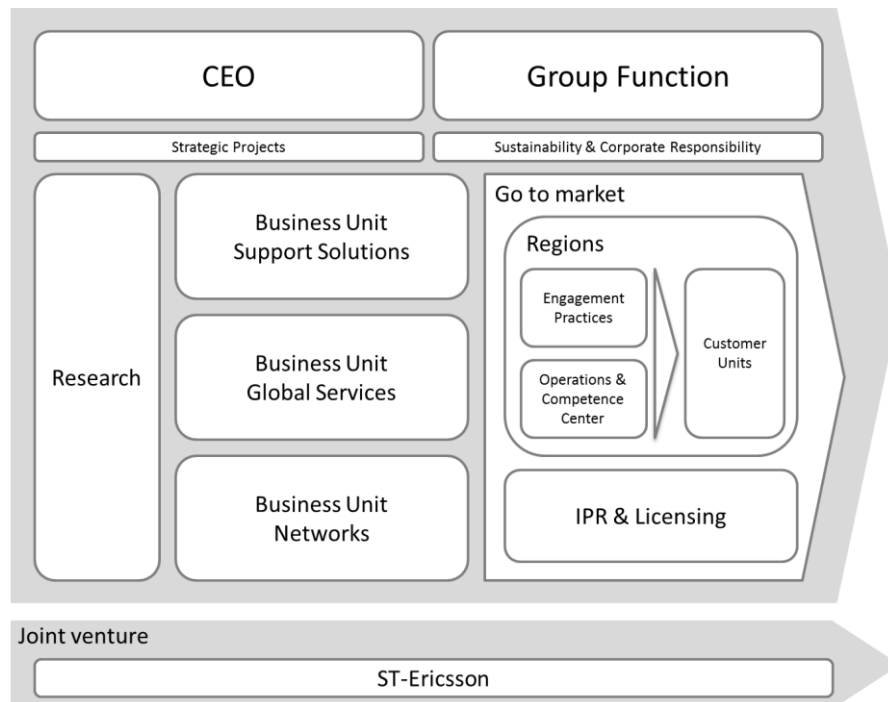 CEO
Group Function
Strategic Projects
Sustainability & Corporate Responsibility
Research
Business Unit
Support Solutions
Business Unit
Global Services
Business Unit
Networks
Go to market
Regions
Engagement
Practices
Operations &
Competence
Center
Customer
Units
IPR & Licensing
Joint venture
ST-Ericsson